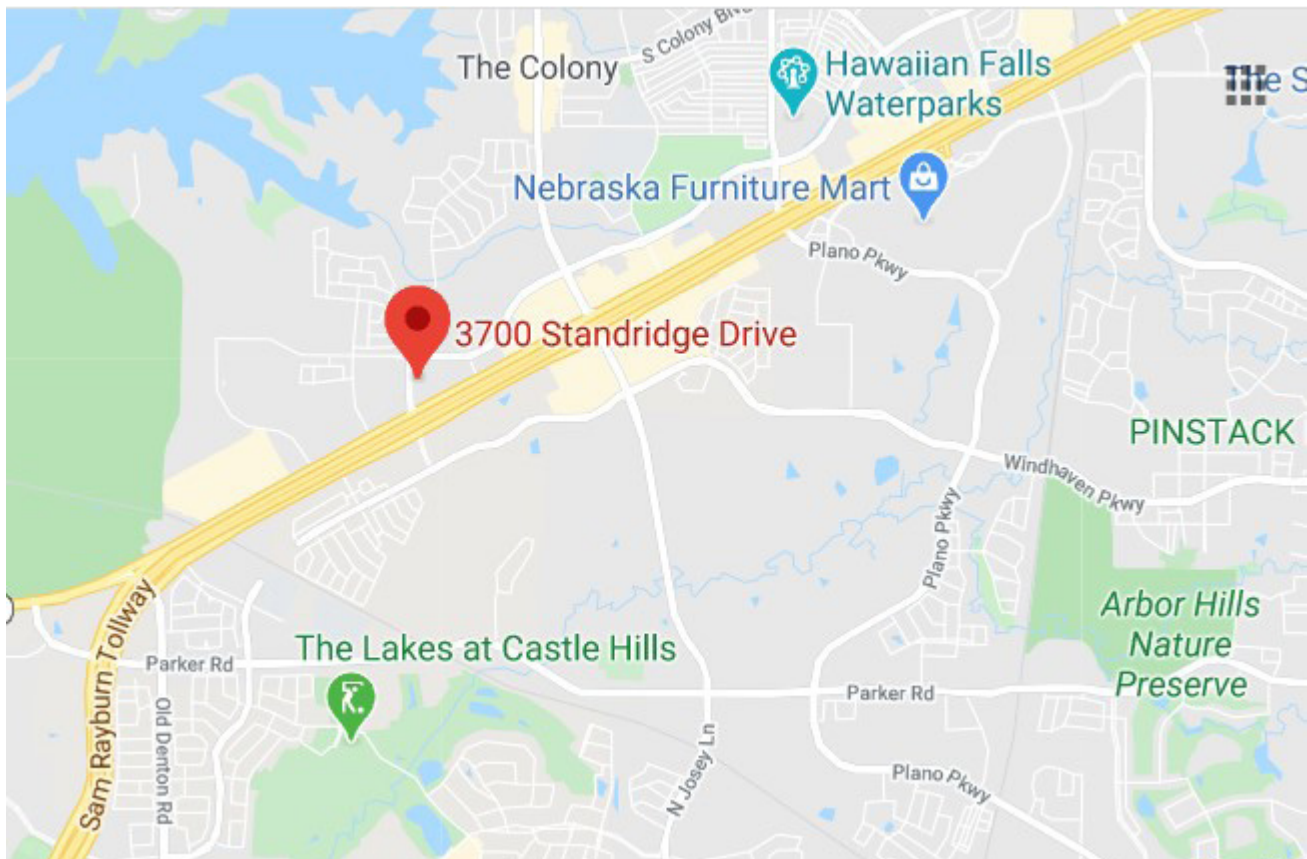 S Colony Blvd
The Colony
Hawaiian Falls
Waterparks
The S
Nebraska Furniture Mart
Plano Pkwy
3700 Standridge Drive
PINSTACK
Windhaven Pkwy
Plano Pkwy
Sam Rayburn Tollway
Arbor Hills
Nature
Preserve
The Lakes at Castle Hills
Parker Rd
Parker Rd
Old Denton Rd
N Josey Ln
Plano Pkwy